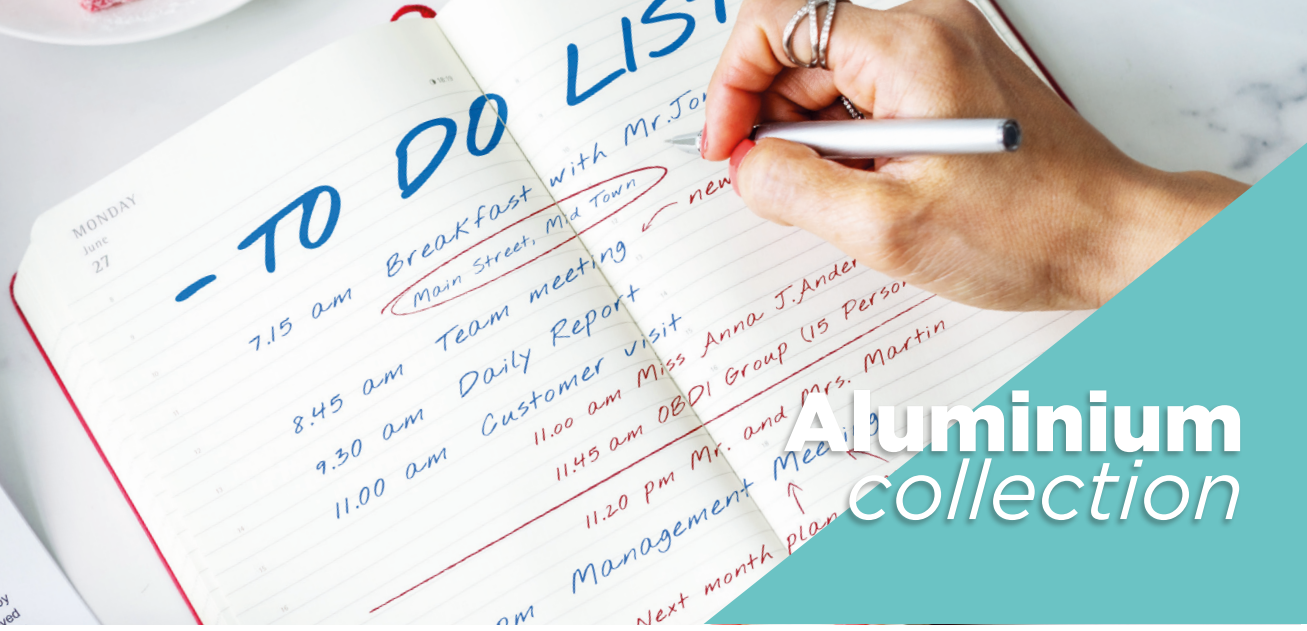 MONDAY
June
27
- TO DO LIST
7.15 am Breakfast with Mr.Jon
Main Street, Mid Town
new
8.45 am Team meeting
9.30 am Daily Report
11.00 am Customer visit
11.00 am Miss Anna J.Ander
11.45 am OBDI Group (15 Person
11.20 pm Mr. and Mrs. Martin
pm Management Meeting
Next month plan
Aluminium
collection